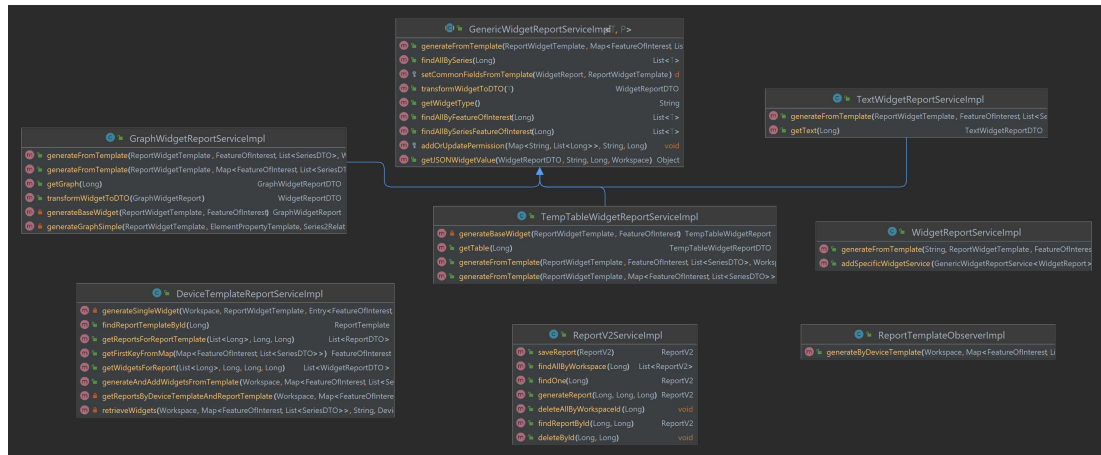 GenericWidgetReportServiceImpl<T, P>
generateFromTemplate(ReportWidgetTemplate, Map<FeatureOfInterest, Lis
findAllBySeries(Long) List<T>
setCommonFieldsFromTemplate(WidgetReport, ReportWidgetTemplate) d
transformWidgetToDTO(T) WidgetReportDTO
getWidgetType() String
findAllByFeatureOfInterest(Long) List<T>
findAllBySeriesFeatureOfInterest(Long) List<T>
addOrUpdatePermission(Map<String, List<Long>>, String, Long) void
getJSONWidgetValue(WidgetReportDTO, String, Long, Workspace) Object
TextWidgetReportServiceImpl
generateFromTemplate(ReportWidgetTemplate, FeatureOfInterest, List<Se
getText(Long) TextWidgetReportDTO
GraphWidgetReportServiceImpl
generateFromTemplate(ReportWidgetTemplate, FeatureOfInterest, List<SeriesDTO>, W
generateFromTemplate(ReportWidgetTemplate, Map<FeatureOfInterest, List<SeriesDT
getGraph(Long) GraphWidgetReportDTO
transformWidgetToDTO(GraphWidgetReport) WidgetReportDTO
generateBaseWidget(ReportWidgetTemplate, FeatureOfInterest) GraphWidgetReport
generateGraphSimple(ReportWidgetTemplate, ElementPropertyTemplate, Series2Relat
TempTableWidgetReportServiceImpl
generateBaseWidget(ReportWidgetTemplate, FeatureOfInterest) TempTableWidgetReport
getTable(Long) TempTableWidgetReportDTO
generateFromTemplate(ReportWidgetTemplate, FeatureOfInterest, List<SeriesDTO>, Worksp
generateFromTemplate(ReportWidgetTemplate, Map<FeatureOfInterest, List<SeriesDTO>>
WidgetReportServiceImpl
generateFromTemplate(String, ReportWidgetTemplate, FeatureOfInteres
addSpecificWidgetService(GenericWidgetReportService<WidgetReport>
DeviceTemplateReportServiceImpl
generateSingleWidget(Workspace, ReportWidgetTemplate, Entry<FeatureOfInterest,
findReportTemplateById(Long) ReportTemplate
getReportsForReportTemplate(List<Long>, Long, Long) List<ReportDTO>
getFirstKeyFromMap(Map<FeatureOfInterest, List<SeriesDTO>>) FeatureOfInterest
getWidgetsForReport(List<Long>, Long, Long, Long) List<WidgetReportDTO>
generateAndAddWidgetsFromTemplate(Workspace, Map<FeatureOfInterest, List<Se
getReportsByDeviceTemplateAndReportTemplate(Workspace, Map<FeatureOfIntere
retrieveWidgets(Workspace, Map<FeatureOfInterest, List<SeriesDTO>>, String, Devi
ReportV2ServiceImpl
saveReport(ReportV2) ReportV2
findAllByWorkspace(Long) List<ReportV2>
findOne(Long) ReportV2
generateReport(Long, Long, Long) ReportV2
deleteAllByWorkspaceId(Long) void
findReportById(Long, Long) ReportV2
deleteById(Long, Long) void
ReportTemplateObserverImpl
generateByDeviceTemplate(Workspace, Map<FeatureOfInterest, Li